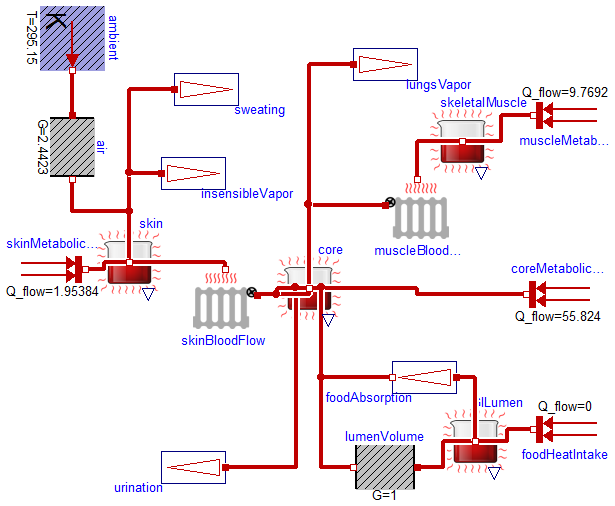 ambient
K
T=295.15
lungsVapor
skeletalMuscle
Q_flow=9.7692
sweating
muscleMetab...
air
G=2.4423
insensibleVapor
skin
skinMetabolic...
muscleBlood...
core
coreMetabolic...
Q_flow=1.95384
Q_flow=55.824
skinBloodFlow
foodAbsorption
Lumen
Q_flow=0
lumenVolume
foodHeatIntake
urination
G=1